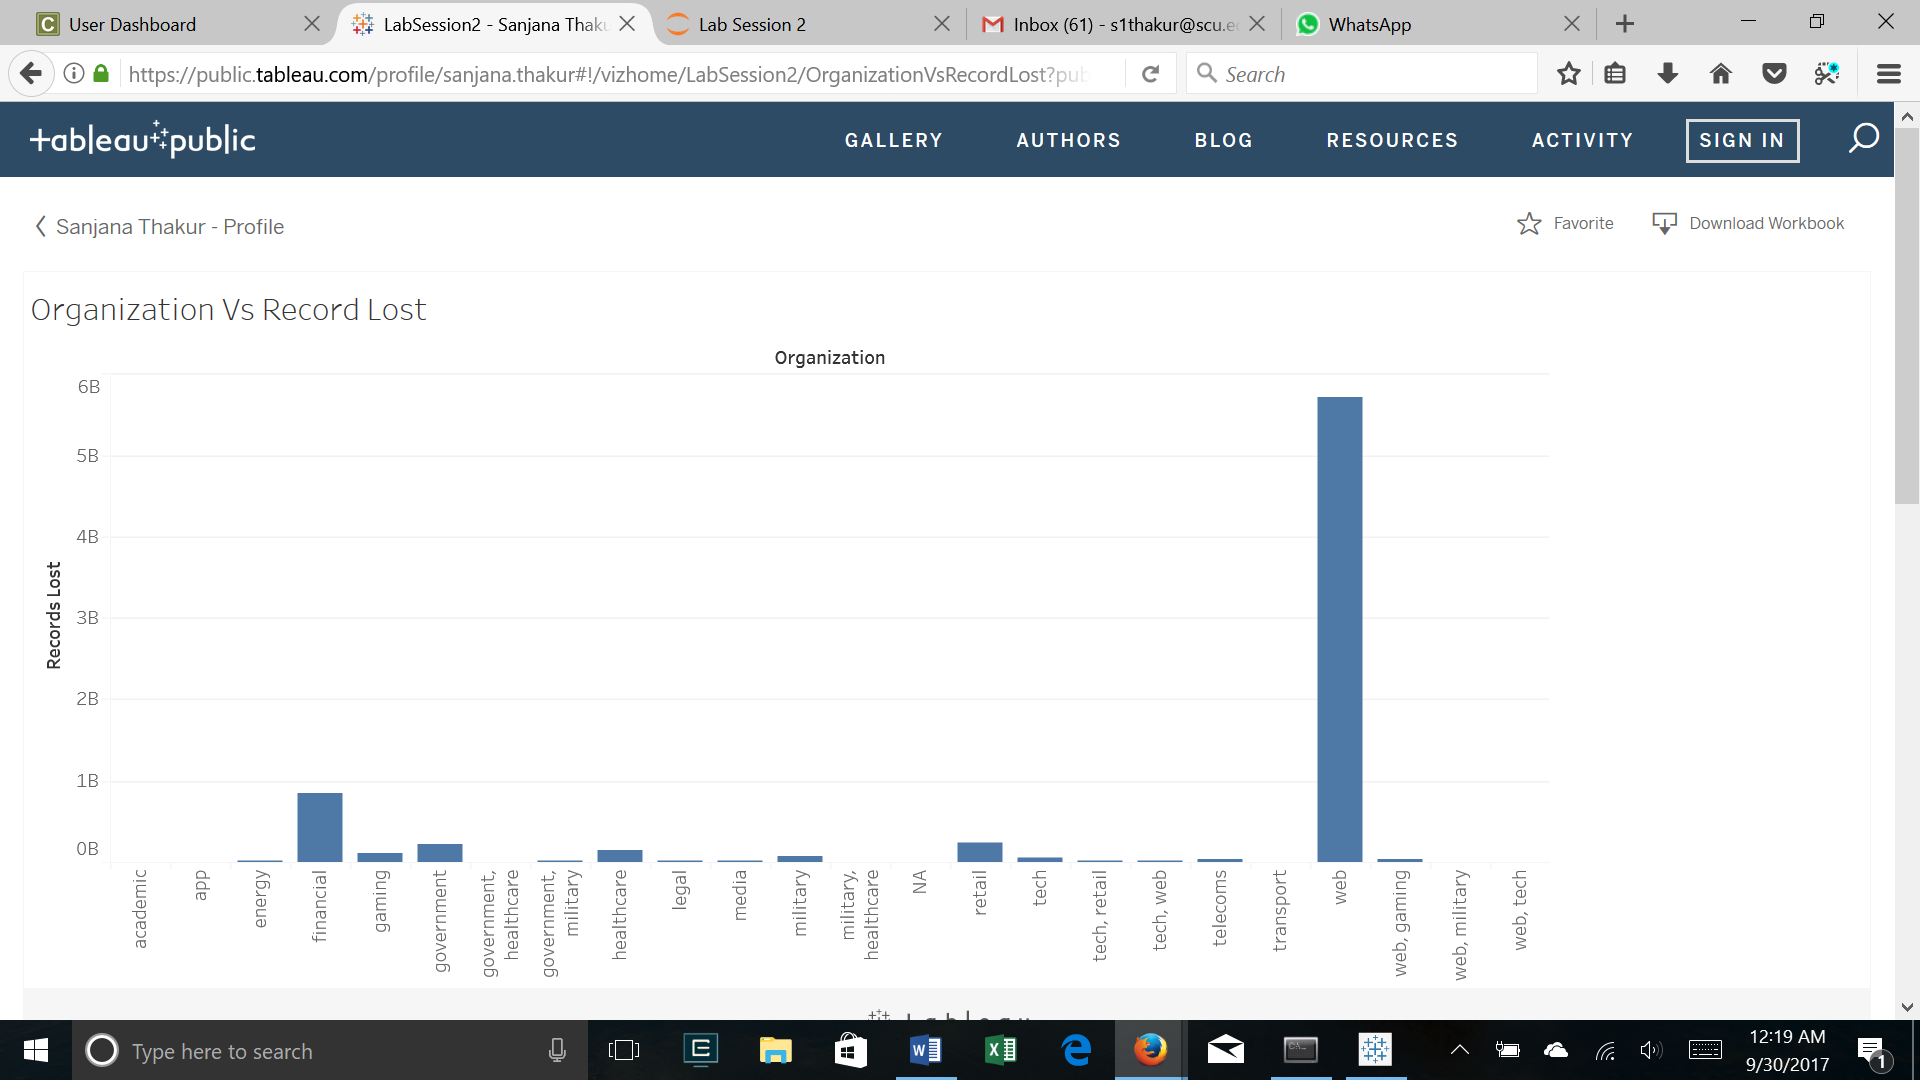 User Dashboard
LabSession2 - Sanjana Thak
Lab Session 2
Inbox (61) - s1thakur@scu.e
WhatsApp
https://public.tableau.com/profile/sanjana.thakur#!/vizhome/LabSession2/OrganizationVsRecordLost?pub
Search
tableau public
GALLERY
AUTHORS
BLOG
RESOURCES
ACTIVITY
SIGN IN
Sanjana Thakur - Profile
Favorite
Download Workbook
Organization Vs Record Lost
Organization
6B
5B
4B
3B
2B
1B
0B
Records Lost
academic
app
energy
financial
gaming
government
government,
healthcare
government,
military
healthcare
legal
media
military
military,
healthcare
NA
retail
tech
tech, retail
tech, web
telecoms
transport
web
web, gaming
web, military
web, tech
Type here to search
12:19 AM
9/30/2017
1